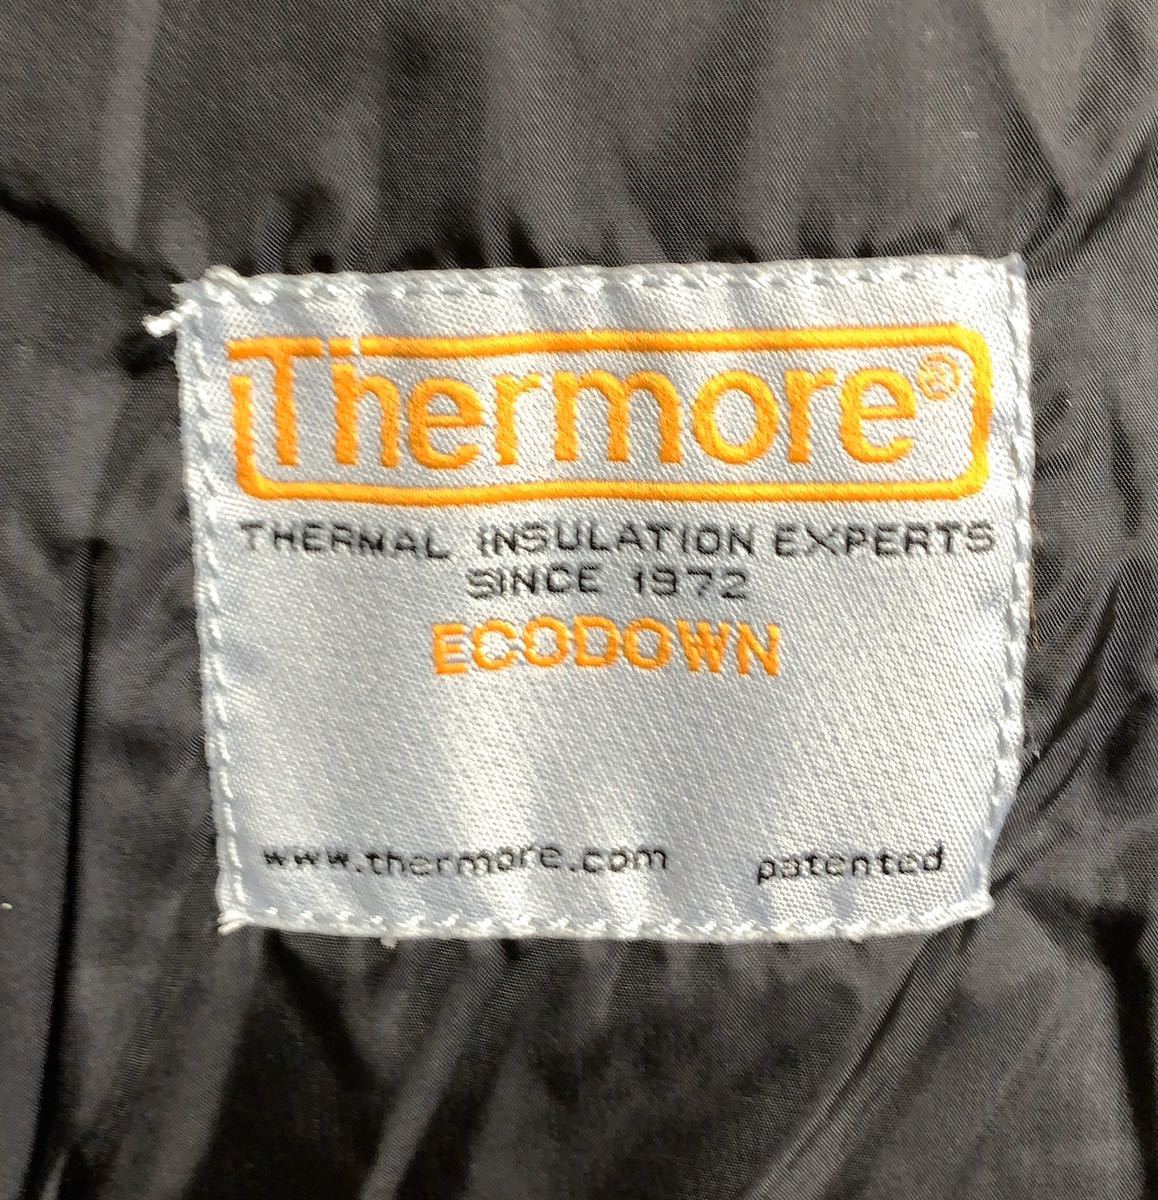 Thermore®
THERMAL INSULATION EXPERTS
SINCE 1972
ECODOWN
www.thermore.com patented